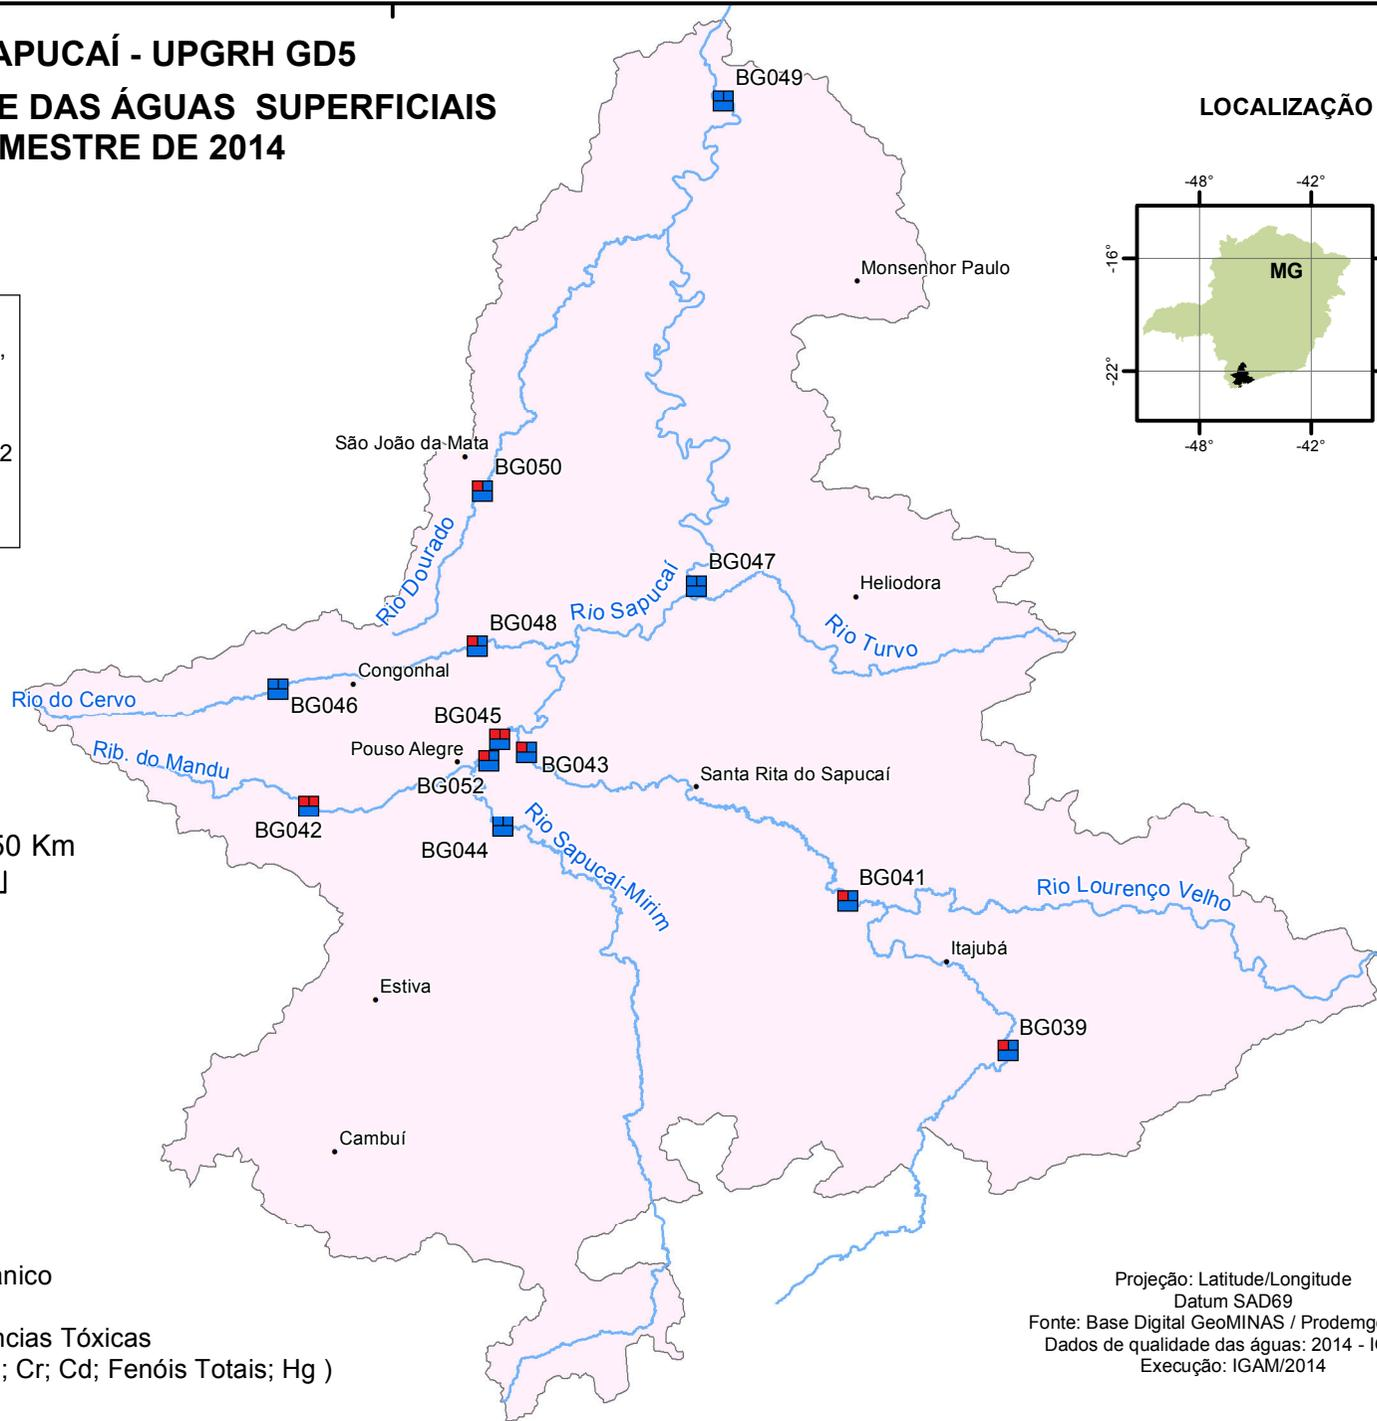 APUCAÍ - UPGRH GD5
E DAS ÁGUAS SUPERFICIAIS
MESTRE DE 2014
LOCALIZAÇÃO
-48°
-42°
-16°
MG
-22°
-48°
-42°
,
2
BG049
Monsenhor Paulo
São João da Mata
BG050
Rio Dourado
BG047
Rio Sapucaí
Heliodora
Rio Turvo
BG048
Congonhal
Rio do Cervo
BG046
BG045
Rib. do Mandu
Pouso Alegre
BG043
BG052
Santa Rita do Sapucaí
BG042
BG044
Rio Sapucaí-Mirim
50 Km
BG041
Rio Lourenço Velho
Itajubá
Estiva
BG039
Cambuí
ânico
ncias Tóxicas
; Cr; Cd; Fenóis Totais; Hg )
Projeção: Latitude/Longitude
Datum SAD69
Fonte: Base Digital GeoMINAS / Prodemg
Dados de qualidade das águas: 2014 - I
Execução: IGAM/2014